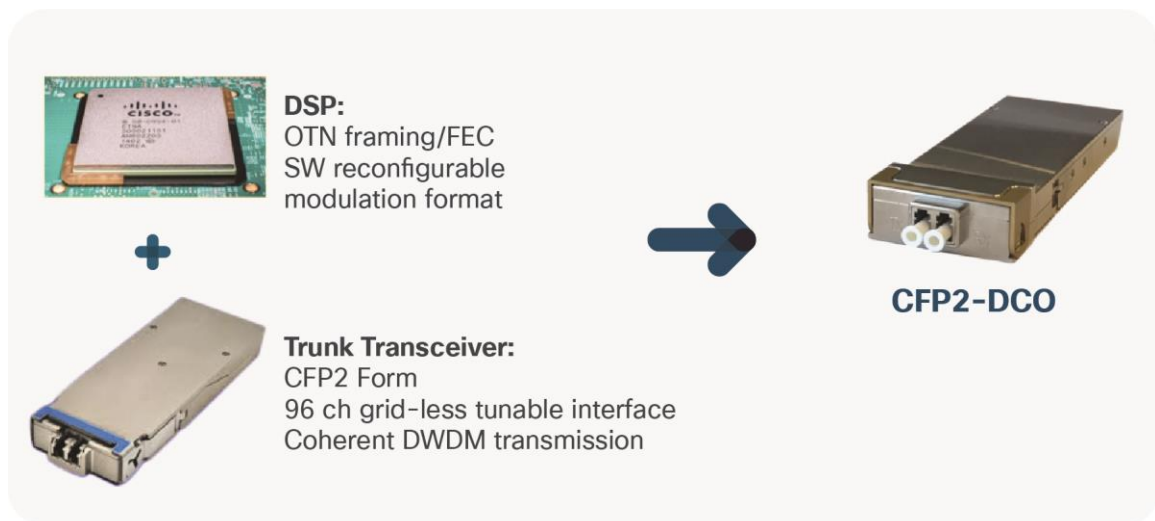 CISCO
DSP:
OTN framing/FEC
SW reconfigurable
modulation format
Trunk Transceiver:
CFP2 Form
96 ch grid-less tunable interface
Coherent DWDM transmission
CFP2-DCO